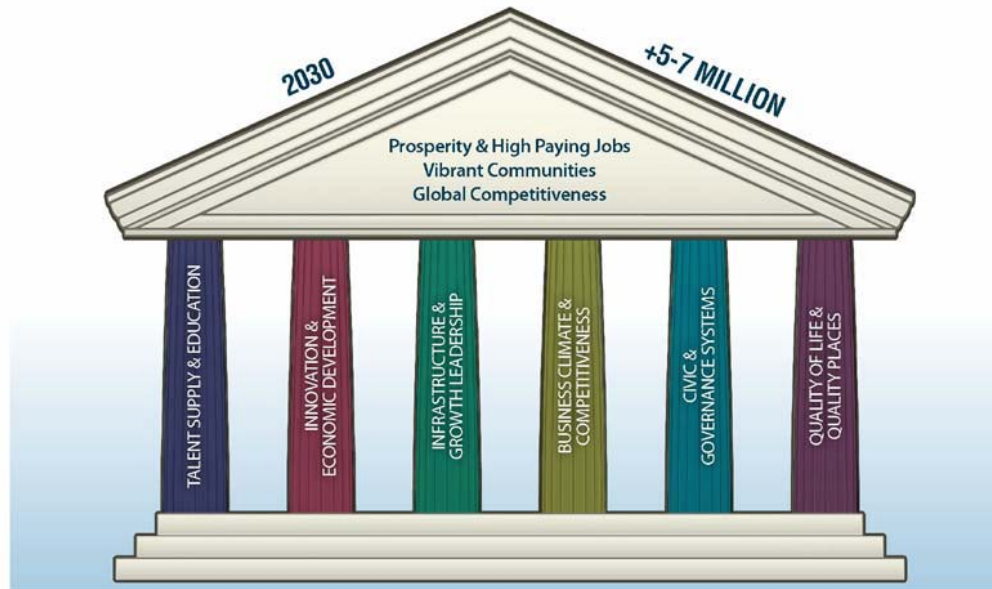 2030
+5-7 MILLION
Prosperity & High Paying Jobs
Vibrant Communities
Global Competitiveness
TALENT SUPPLY & EDUCATION
INNOVATION &
ECONOMIC DEVELOPMENT
INFRASTRUCTURE &
GROWTH LEADERSHIP
BUSINESS CLIMATE &
COMPETITIVENESS
CIVIC &
GOVERNANCE SYSTEMS
QUALITY OF LIFE &
QUALITY PLACES